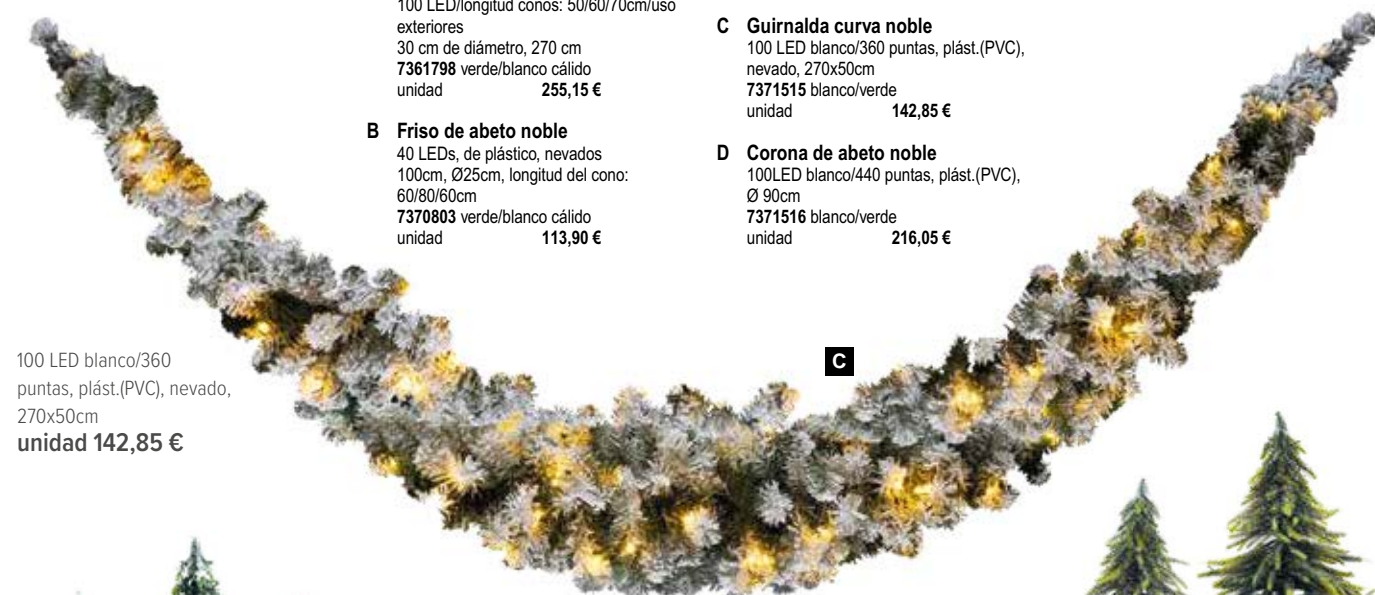 100 LED/longitud conos: 50/60/70cm/uso
exteriores
30 cm de diámetro, 270 cm
7361798 verde/blanco cálido
unidad 255,15 €
B Friso de abeto noble
40 LEDs, de plástico, nevados
100cm, Ø25cm, longitud del cono:
60/80/60cm
7370803 verde/blanco cálido
unidad 113,90 €
C Guirnalda curva noble
100 LED blanco/360 puntas, plást.(PVC),
nevado, 270x50cm
7371515 blanco/verde
unidad 142,85 €
D Corona de abeto noble
100LED blanco/440 puntas, plást.(PVC),
Ø 90cm
7371516 blanco/verde
unidad 216,05 €
100 LED blanco/360
puntas, plást.(PVC), nevado,
270x50cm
unidad 142,85 €
C